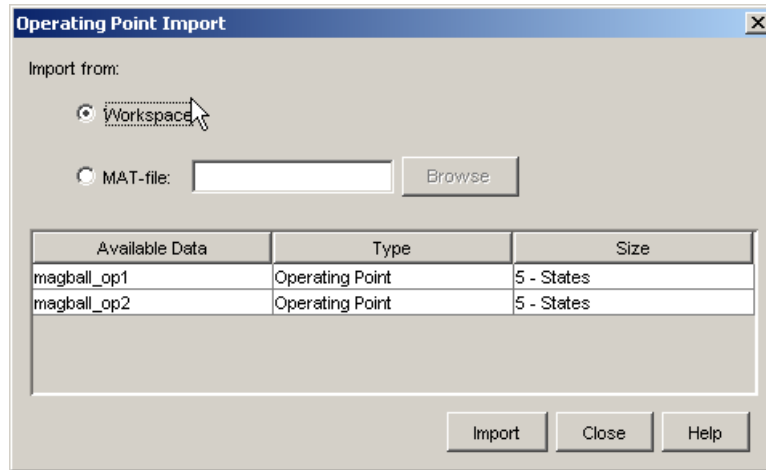 Operating Point Import
Import from:
Workspace
MAT-file: Browse
Available Data Type Size
magball_op1 Operating Point 5 - States
magball_op2 Operating Point 5 - States
Import Close Help